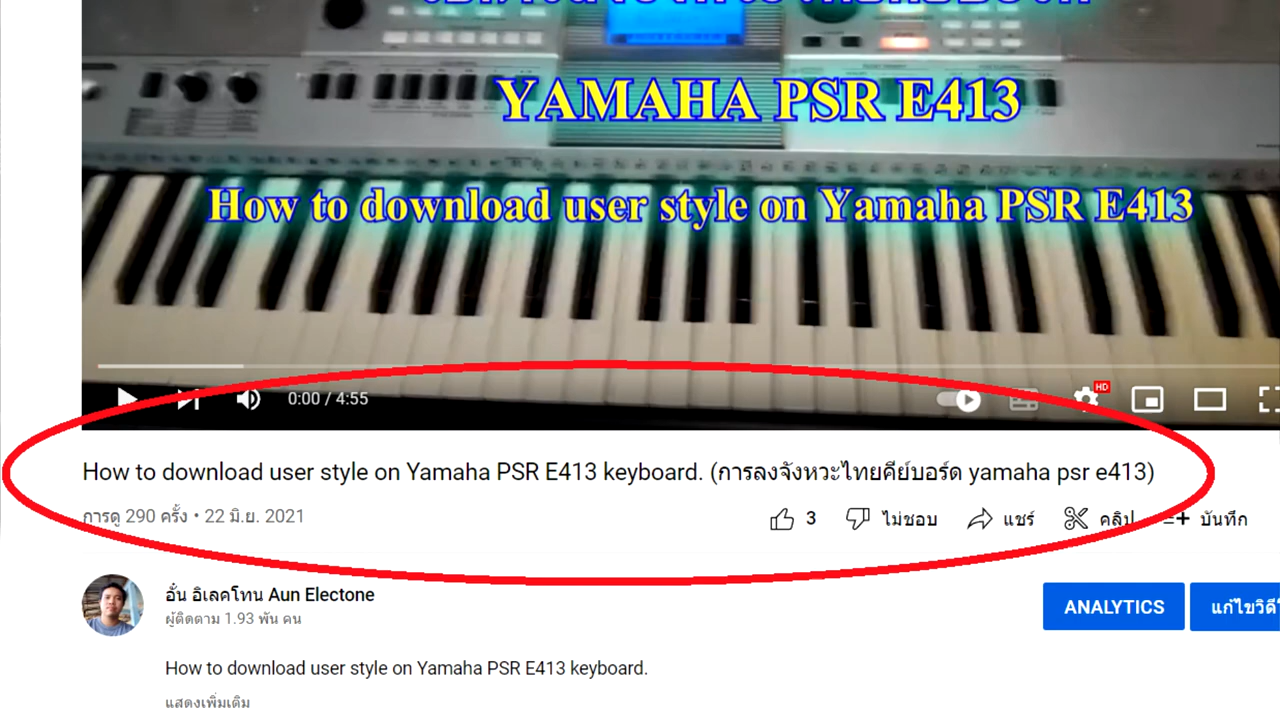 YAMAHA PSR E413
How to download user style on Yamaha PSR E413
0:00 / 4:55
HD
How to download user style on Yamaha PSR E413 keyboard. (การลงจังหวะไทยคีย์บอร์ด yamaha psr e413)
การดู 290 ครั้ง • 22 มิ.ย. 2021
3 ไม่ชอบ แชร์ คลิป บันทึก
อั๋น อิเลคโทน Aun Electone
ผู้ติดตาม 1.93 พัน คน
ANALYTICS
How to download user style on Yamaha PSR E413 keyboard.
แสดงเพิ่มเติม